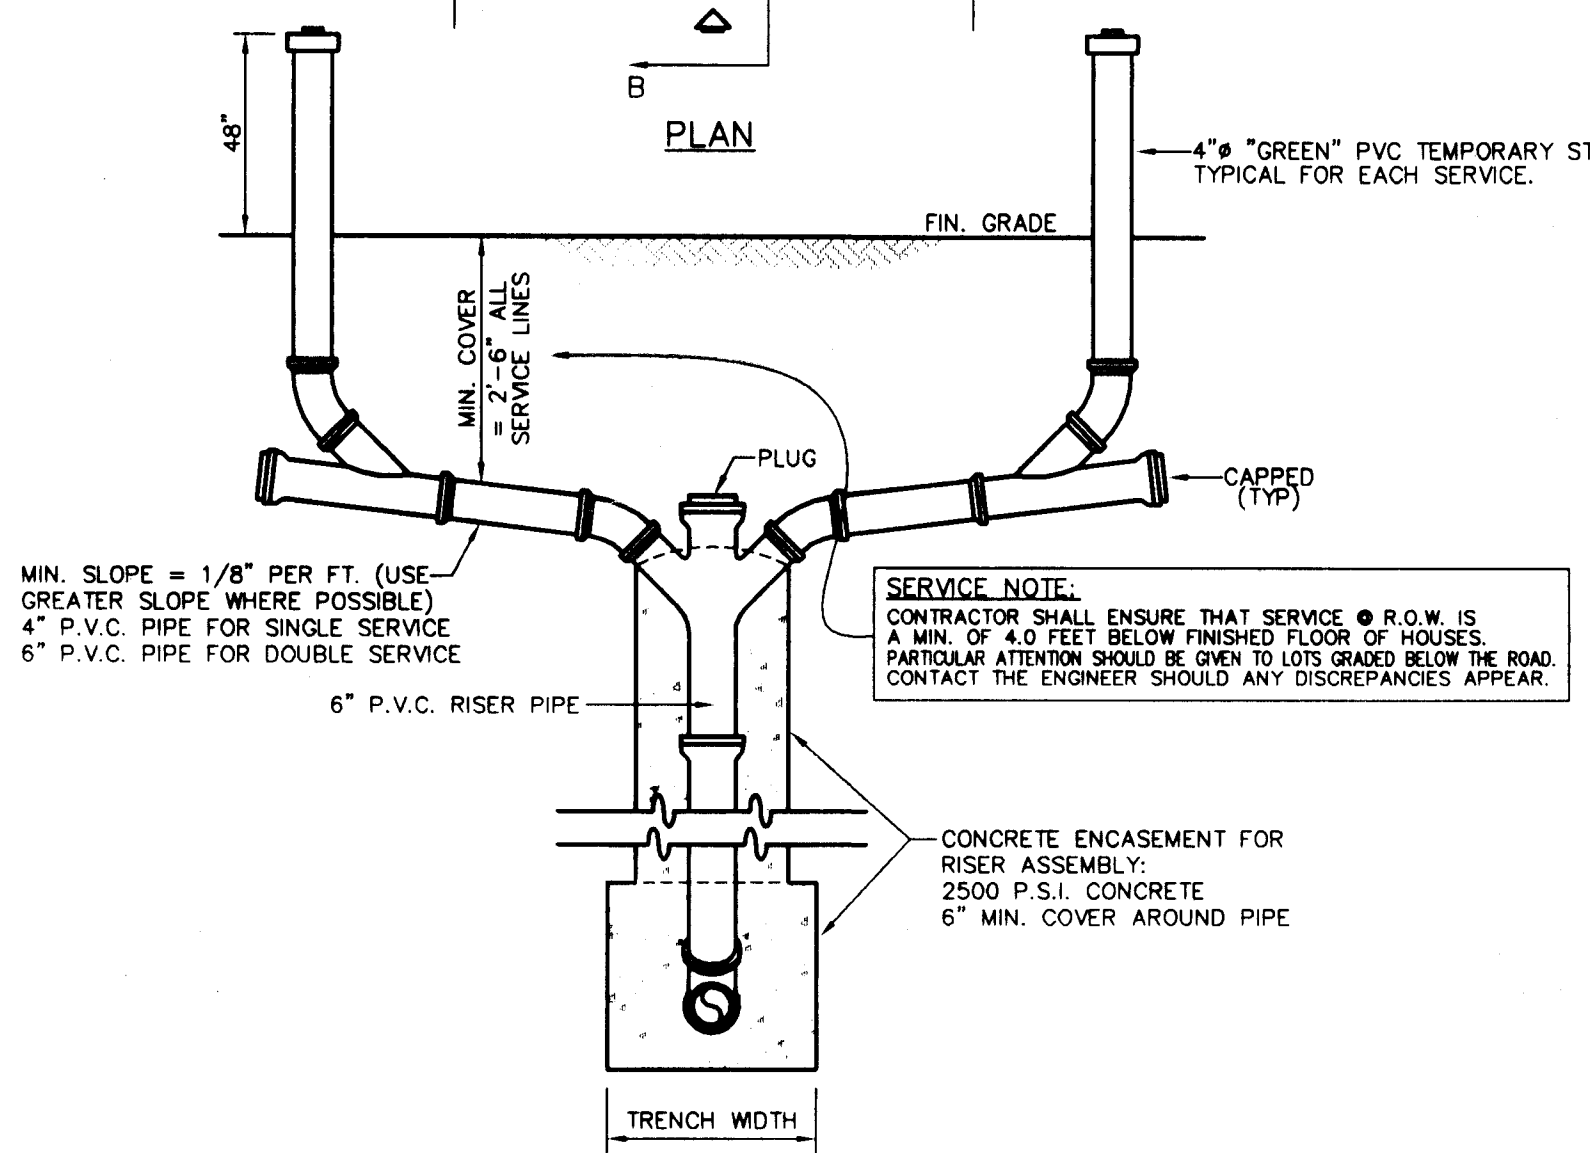 B
PLAN
48"
4"ø "GREEN" PVC TEMPORARY ST
TYPICAL FOR EACH SERVICE.
FIN. GRADE
MIN. COVER
= 2'-6" ALL
SERVICE LINES
PLUG
CAPPED
(TYP)
MIN. SLOPE = 1/8" PER FT. (USE
GREATER SLOPE WHERE POSSIBLE)
4" P.V.C. PIPE FOR SINGLE SERVICE
6" P.V.C. PIPE FOR DOUBLE SERVICE
SERVICE NOTE:
CONTRACTOR SHALL ENSURE THAT SERVICE @ R.O.W. IS
A MIN. OF 4.0 FEET BELOW FINISHED FLOOR OF HOUSES.
PARTICULAR ATTENTION SHOULD BE GIVEN TO LOTS GRADED BELOW THE ROAD.
CONTACT THE ENGINEER SHOULD ANY DISCREPANCIES APPEAR.
6" P.V.C. RISER PIPE
CONCRETE ENCASEMENT FOR
RISER ASSEMBLY:
2500 P.S.I. CONCRETE
6" MIN. COVER AROUND PIPE
TRENCH WIDTH